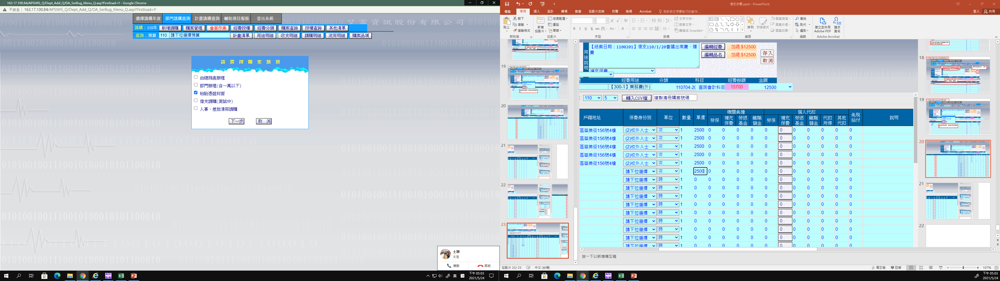 163.17.100.84/APSWIS_Q/Dept_Add_Q/DA_SerBug_Menu_Q.asp?Firstload=Y - Google Chrome
不安全 163.17.100.84/APSWIS_Q/Dept_Add_Q/DA_SerBug_Menu_Q.asp?Firstload=Y
選擇請購年度 部門請購查詢 計畫請購查詢 輔助項目服務 登出系統
艾富資訊股份有限公司
請購：110年 新增請購 購案管理 會簽作業 經費授權 經費分類 購案查詢 授權查詢 其他清單
查詢：預算 110 請下拉選擇預算 計畫清單 用途明細 收支明細 請購明細 流用明細 購案品項
請選擇購案類別
由總務處辦理
部門辦理(含一萬以下)
粘貼憑證封面
借支請購(測試中)
人事、差旅清冊請購
下一步 取 消
士穎
來電
接聽 拒絕
英
下午 05:03
2021/5/24
借支步驟.pptx - PowerPoint
檔案 常用 插入 設計 轉場 動畫 投影片放映 校閱 檢視 Acrobat 告訴我您想要執行的動作... 登入 共用
貼上 剪下 複製 複製格式 剪貼簿
新增投影片 版面配置 重設 章節 投影片
字型
文字方向 對齊文字 轉換成 SmartArt 段落
排列 快速樣式 圖案填滿 圖案外框 圖案效果 繪圖
尋找 取代 選取 編輯
建立並共用 Adobe PDF 請求簽名 Adobe Acrobat
19
20
21
22
23
用途說明
【結案日期：1100201】借支110/1/20會議出席費、膳費
編輯經費 加總:$12500
編輯品名 加總:$12500
存入
取消
補充保費
經費用途 分類 科目 經費餘額 金額
【300-1】業務費(外) 110704-2( 查詢會計科目 15700 12500
110 5 轉入CSV檔 複製清冊購案號碼
戶籍地址 保費身份別 單位 數量 單價 機關負擔 個人代扣 免稅給付 說明
勞保 補充保費 勞退基金 離職儲金 勞保 補充保費 勞退基金 離職儲金 代扣所得 其他代扣
區華美街156號4樓 (2)校外人士 次 1 2500 0 0 0 0 0 0 0 0 0 0 0
區華美街156號4樓 (2)校外人士 次 1 2500 0 0 0 0 0 0 0 0 0 0 0
區華美街156號4樓 (2)校外人士 次 1 2500 0 0 0 0 0 0 0 0 0 0 0
區華美街156號4樓 (2)校外人士 次 1 2500 0 0 0 0 0 0 0 0 0 0 0
區華美街156號4樓 (2)校外人士 次 1 2500 0 0 0 0 0 0 0 0 0 0 0
請下拉選擇 次 1 2500 0 0 0 0 0 0 0 0 0 0 0
請下拉選擇 時 1 0 0 0 0 0 0 0 0 0 0 0 0
請下拉選擇 時 1 0 0 0 0 0 0 0 0 0 0 0 0
請下拉選擇 時 1 0 0 0 0 0 0 0 0 0 0 0 0
請下拉選擇 時 1 0 0 0 0 0 0 0 0 0 0 0 0
請下拉選擇 時 1 0 0 0 0 0 0 0 0 0 0 0 0
請下拉選擇 時 1 0 0 0 0 0 0 0 0 0 0 0 0
請下拉選擇 時 1 0 0 0 0 0 0 0 0 0 0 0 0
請下拉選擇 時 1 0 0 0 0 0 0 0 0 0 0 0 0
請下拉選擇 時 1 0 0 0 0 0 0 0 0 0 0 0 0
18
19
20
21
22
按一下以新增備忘稿
投影片 23/ 23 中文 (台灣) 備忘稿 註解 107%
下午 05:03
2021/5/24